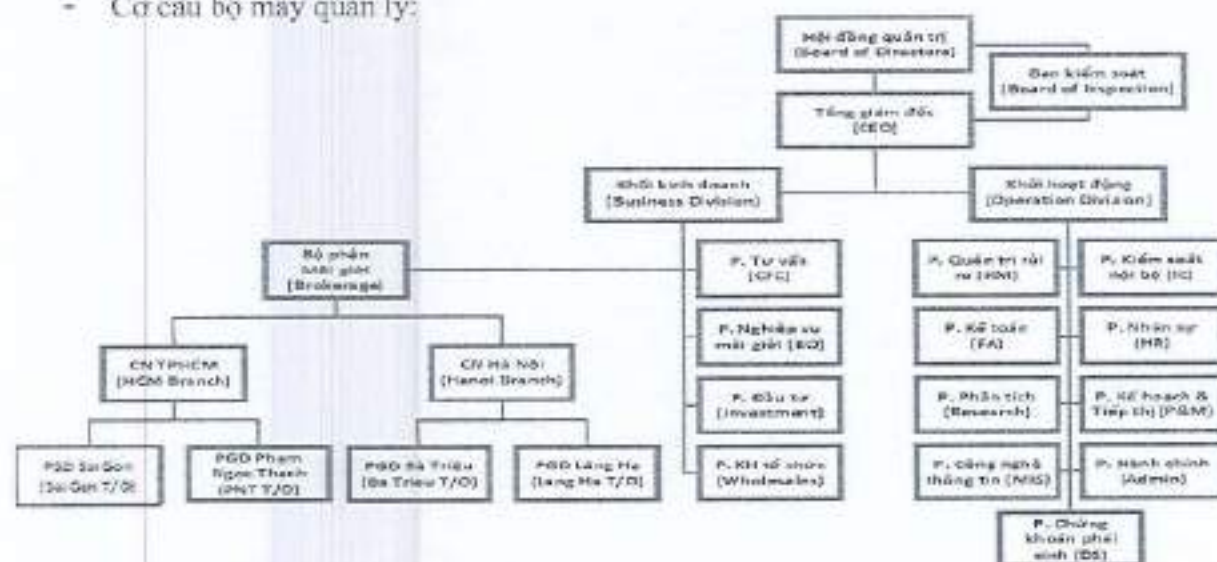 - Cơ cấu bộ máy quản lý:
Hội đồng quản trị
(Board of Directors)
Ban kiểm soát
(Board of Inspection)
Tổng giám đốc
(CEO)
Khối kinh doanh
(Business Division)
Khối hoạt động
(Operation Division)
Bộ phận
Môi giới
(Brokerage)
P. Tư vấn
(CFC)
P. Quản trị rủi
ro (RM)
P. Kiểm soát
nội bộ (IC)
P. Nghiệp vụ
môi giới (BO)
P. Kế toán
(FA)
P. Nhân sự
(HR)
CN TPHCM
(HCM Branch)
CN Hà Nội
(Hanoi Branch)
P. Đầu tư
(Investment)
P. Phân tích
(Research)
P. Kế hoạch &
Tiếp thị (P&M)
PGD Sài Gòn
(Sai Gon T/O)
PGD Phạm
Ngọc Thạch
(PNT T/O)
PGD Bà Triệu
(Ba Trieu T/O)
PGD Láng Hạ
(Lang Ha T/O)
P. KH tổ chức
(Wholesales)
P. Công nghệ
thông tin (MIS)
P. Hành chính
(Admin)
P. Chứng
khoán phái
sinh (DS)